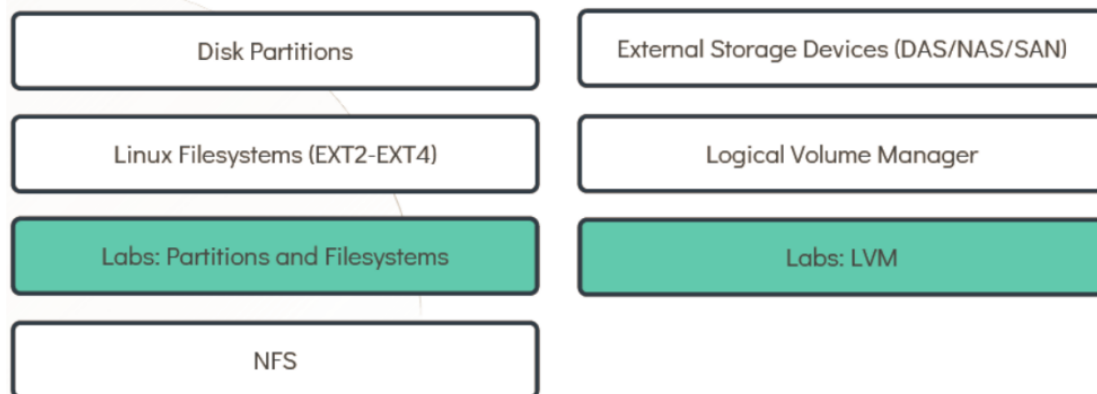 Disk Partitions
Linux Filesystems (EXT2-EXT4)
Labs: Partitions and Filesystems
NFS
External Storage Devices (DAS/NAS/SAN)
Logical Volume Manager
Labs: LVM